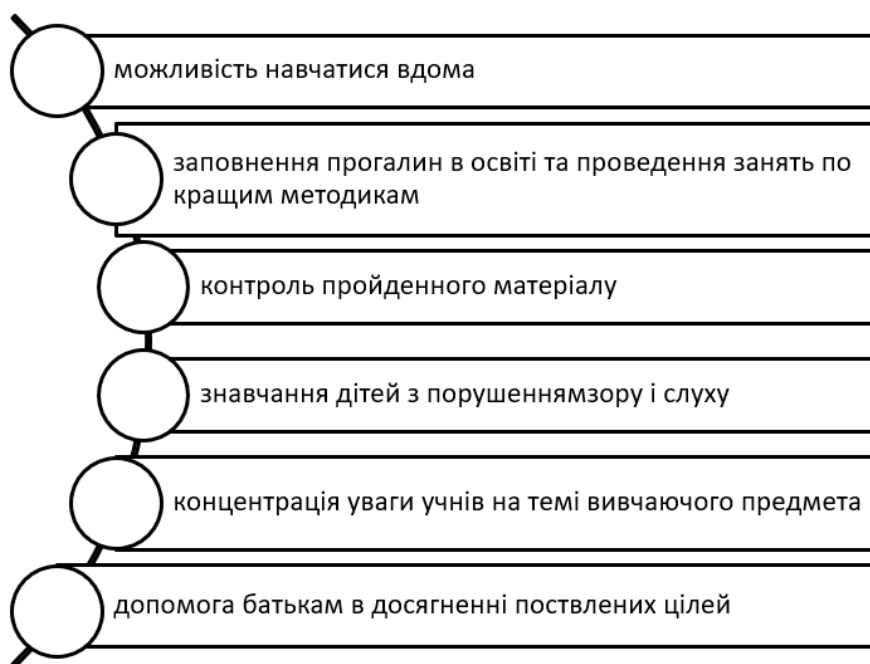 можливість навчатися вдома
заповнення прогалин в освіті та проведення занять по
кращим методикам
контроль пройденного матеріалу
знавчання дітей з порушеннямзору і слуху
концентрація уваги учнів на темі вивчаючого предмета
допомога батькам в досягненні поствлених цілей